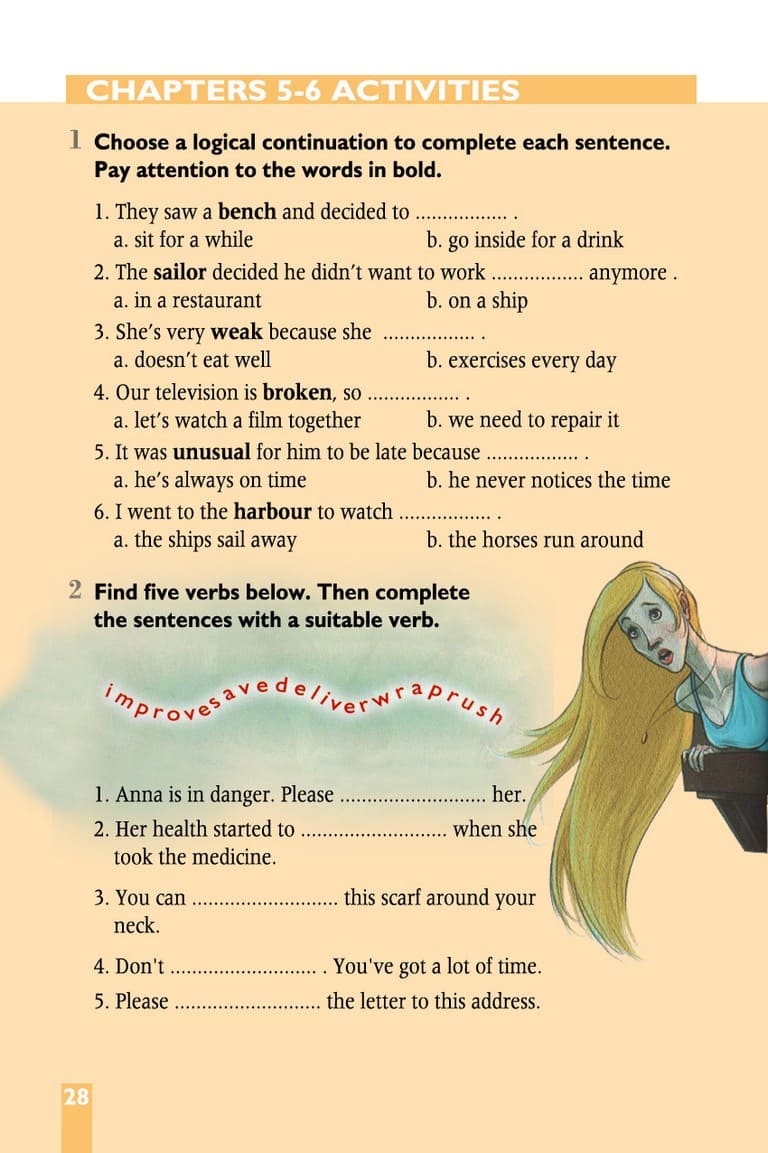 CHAPTERS 5-6 ACTIVITIES
1 Choose a logical continuation to complete each sentence.
Pay attention to the words in bold.
1. They saw a bench and decided to ................. .
a. sit for a while b. go inside for a drink
2. The sailor decided he didn’t want to work ................. anymore .
a. in a restaurant b. on a ship
3. She’s very weak because she ................. .
a. doesn’t eat well b. exercises every day
4. Our television is broken, so ................. .
a. let’s watch a film together b. we need to repair it
5. It was unusual for him to be late because ................. .
a. he’s always on time b. he never notices the time
6. I went to the harbour to watch ................. .
a. the ships sail away b. the horses run around
2 Find five verbs below. Then complete
the sentences with a suitable verb.
improvesavedeliverwraprush
1. Anna is in danger. Please ........................... her.
2. Her health started to ........................... when she
took the medicine.
3. You can ........................... this scarf around your
neck.
4. Don't ........................... . You've got a lot of time.
5. Please ........................... the letter to this address.
28